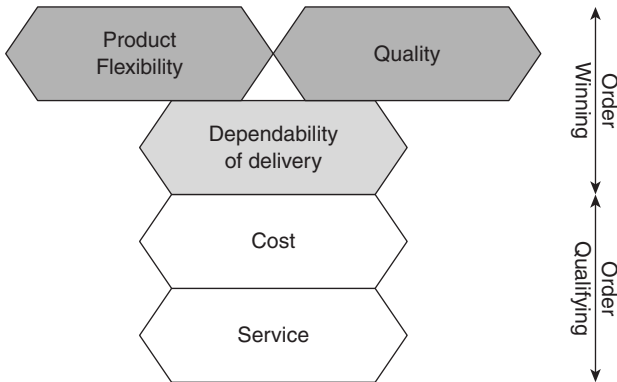 Product
Flexibility
Quality
Order
Winning
Dependability
of delivery
Cost
Order
Qualifying
Service